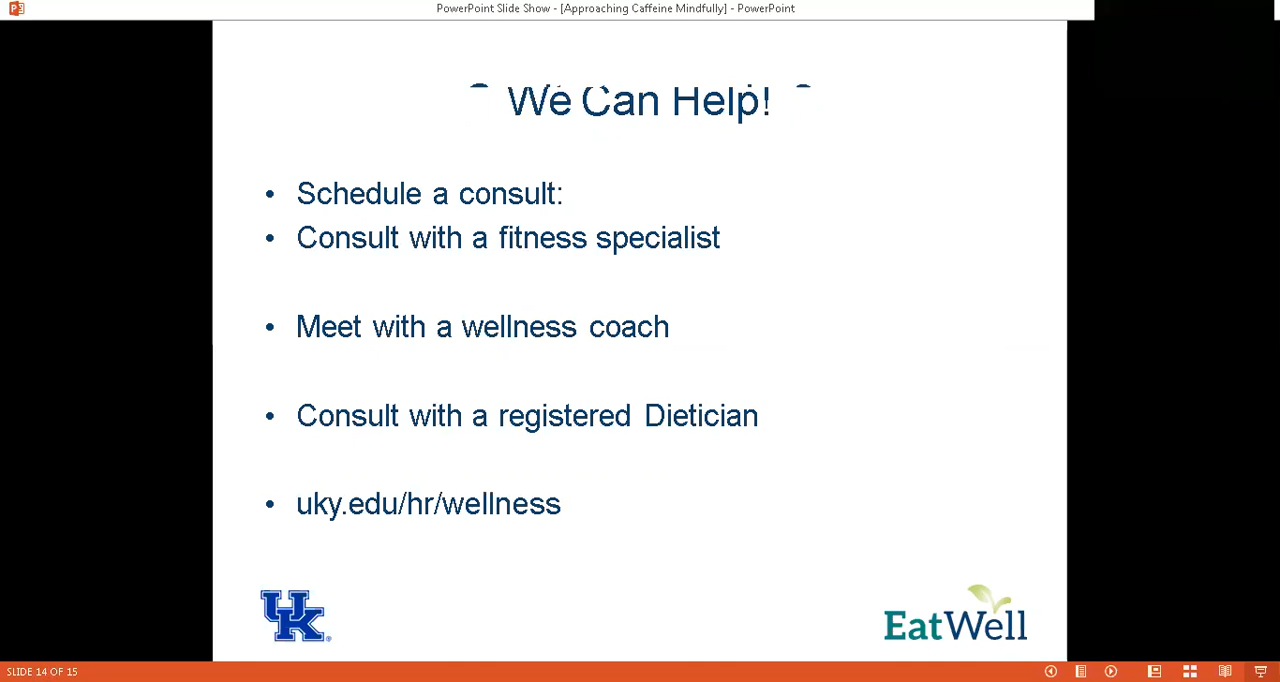 PowerPoint Slide Show - [Approaching Caffeine Mindfully] - PowerPoint
We Can Help!
• Schedule a consult:
• Consult with a fitness specialist
• Meet with a wellness coach
• Consult with a registered Dietician
• uky.edu/hr/wellness
UK
EatWell
SLIDE 14 OF 15